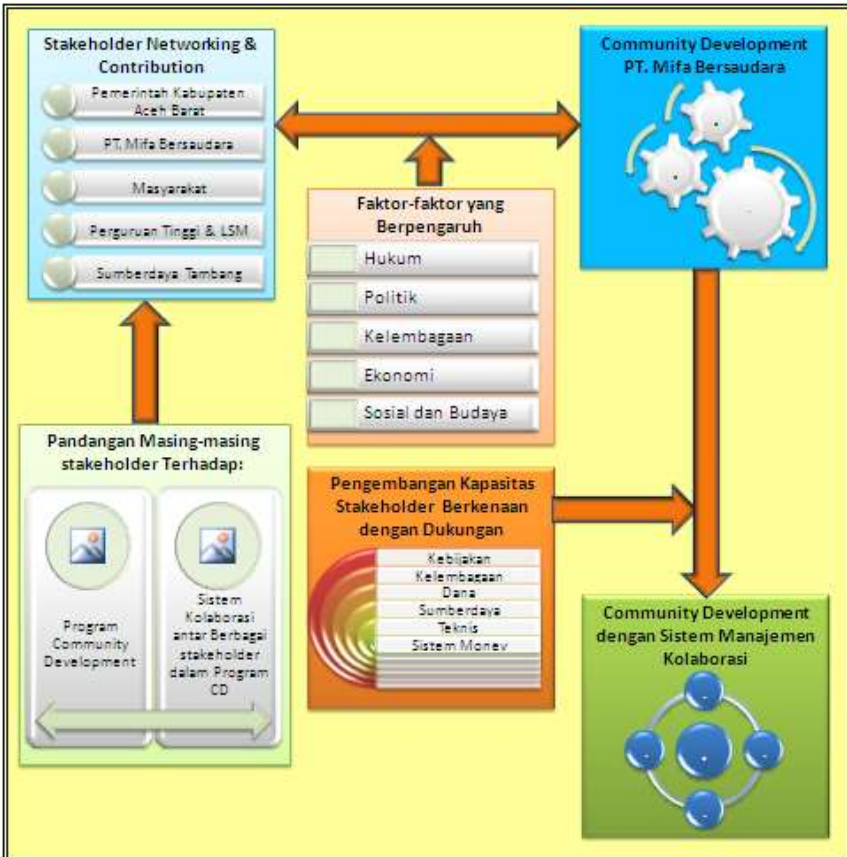 Stakeholder Networking &
Contribution
Pemerintah Kabupaten
Aceh Barat
PT. Mifa Bersaudara
Masyarakat
Perguruan Tinggi & LSM
Sumberdaya Tambang
Community Development
PT. Mifa Bersaudara
Faktor-faktor yang
Berpengaruh
Hukum
Politik
Kelembagaan
Ekonomi
Sosial dan Budaya
Pandangan Masing-masing
stakeholder Terhadap:
Program
Community
Development
Sistem
Kolaborasi
antar Berbagai
stakeholder
dalam Program
CD
Pengembangan Kapasitas
Stakeholder Berkenaan
dengan Dukungan
Kebijakan
Kelembagaan
Dana
Sumberdaya
Teknis
Sistem Monev
Community Development
dengan Sistem Manajemen
Kolaborasi